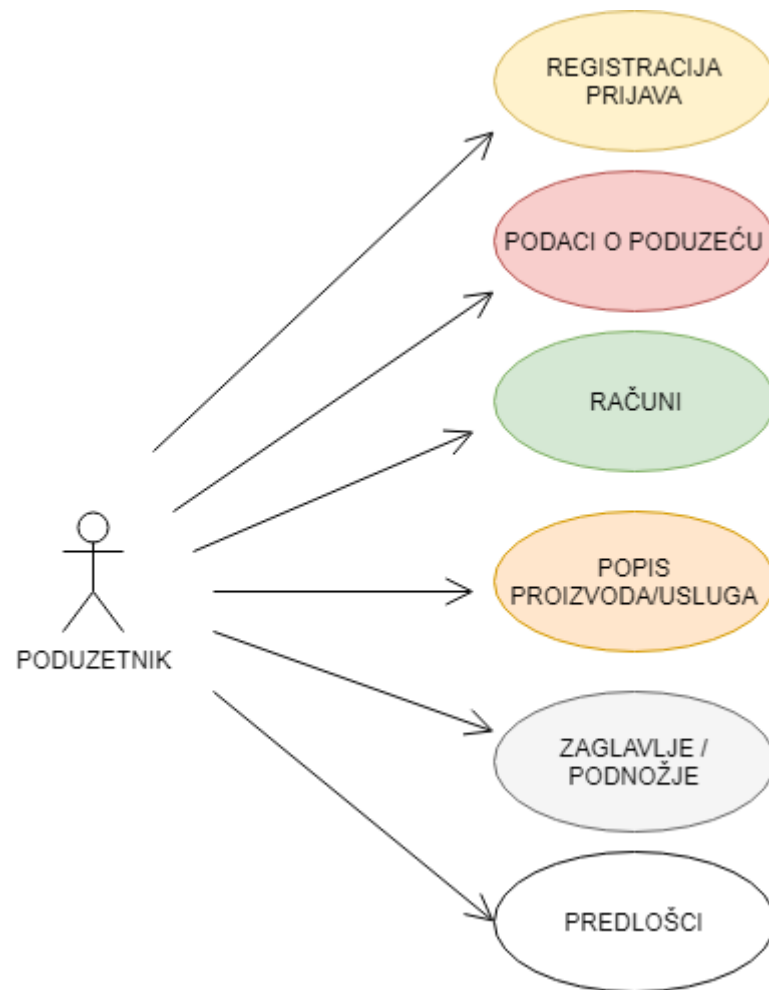 REGISTRACIJA
PRIJAVA
PODACI O PODUZEĆU
RAČUNI
POPIS
PROIZVODA/USLUGA
PODUZETNIK
ZAGLAVLJE /
PODNOŽJE
PREDLOŠCI